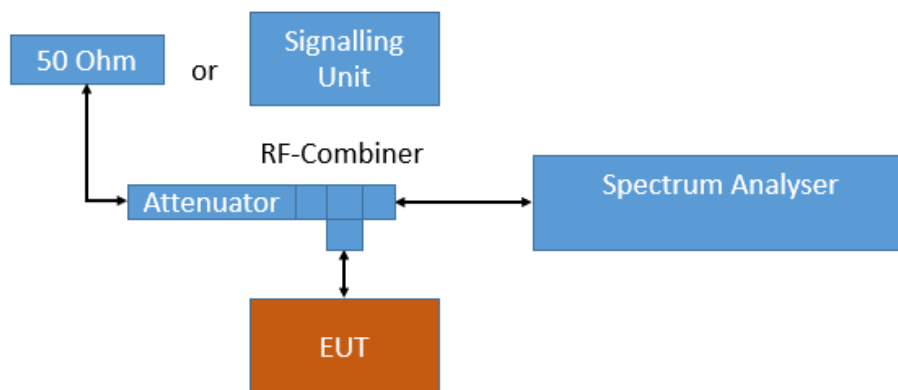 50 Ohm
or
Signalling
Unit
RF-Combiner
Attenuator
Spectrum Analyser
EUT